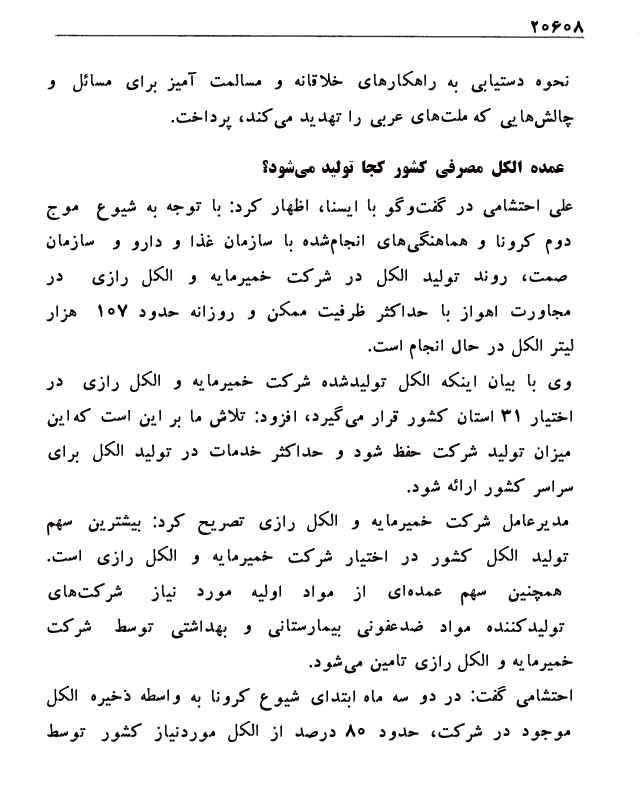 ۲۰۶۰۸
نحوه دستیابی به راهکارهای خلاقانه و مسالمت آمیز برای مسائل و
چالش‌هایی که ملت‌های عربی را تهدید می‌کند، پرداخت.
عمده الکل مصرفی کشور کجا تولید می‌شود؟
علی احتشامی در گفت‌وگو با ایسنا، اظهار کرد: با توجه به شیوع موج
دوم کرونا و هماهنگی‌های انجام‌شده با سازمان غذا و دارو و سازمان
صمت، روند تولید الکل در شرکت خمیرمایه و الکل رازی در
مجاورت اهواز با حداکثر ظرفیت ممکن و روزانه حدود ۱۰۷ هزار
لیتر الکل در حال انجام است.
وی با بیان اینکه الکل تولیدشده شرکت خمیرمایه و الکل رازی در
اختیار ۳۱ استان کشور قرار می‌گیرد، افزود: تلاش ما بر این است که‌این
میزان تولید شرکت حفظ شود و حداکثر خدمات در تولید الکل برای
سراسر کشور ارائه شود.
مدیرعامل شرکت خمیرمایه و الکل رازی تصریح کرد: بیشترین سهم
تولید الکل کشور در اختیار شرکت خمیرمایه و الکل رازی است.
همچنین سهم عمده‌ای از مواد اولیه مورد نیاز شرکت‌های
تولیدکننده مواد ضدعفونی بیمارستانی و بهداشتی توسط شرکت
خمیرمایه و الکل رازی تامین می‌شود.
احتشامی گفت: در دو سه ماه ابتدای شیوع کرونا به واسطه ذخیره الکل
موجود در شرکت، حدود ۸۰ درصد از الکل موردنیاز کشور توسط